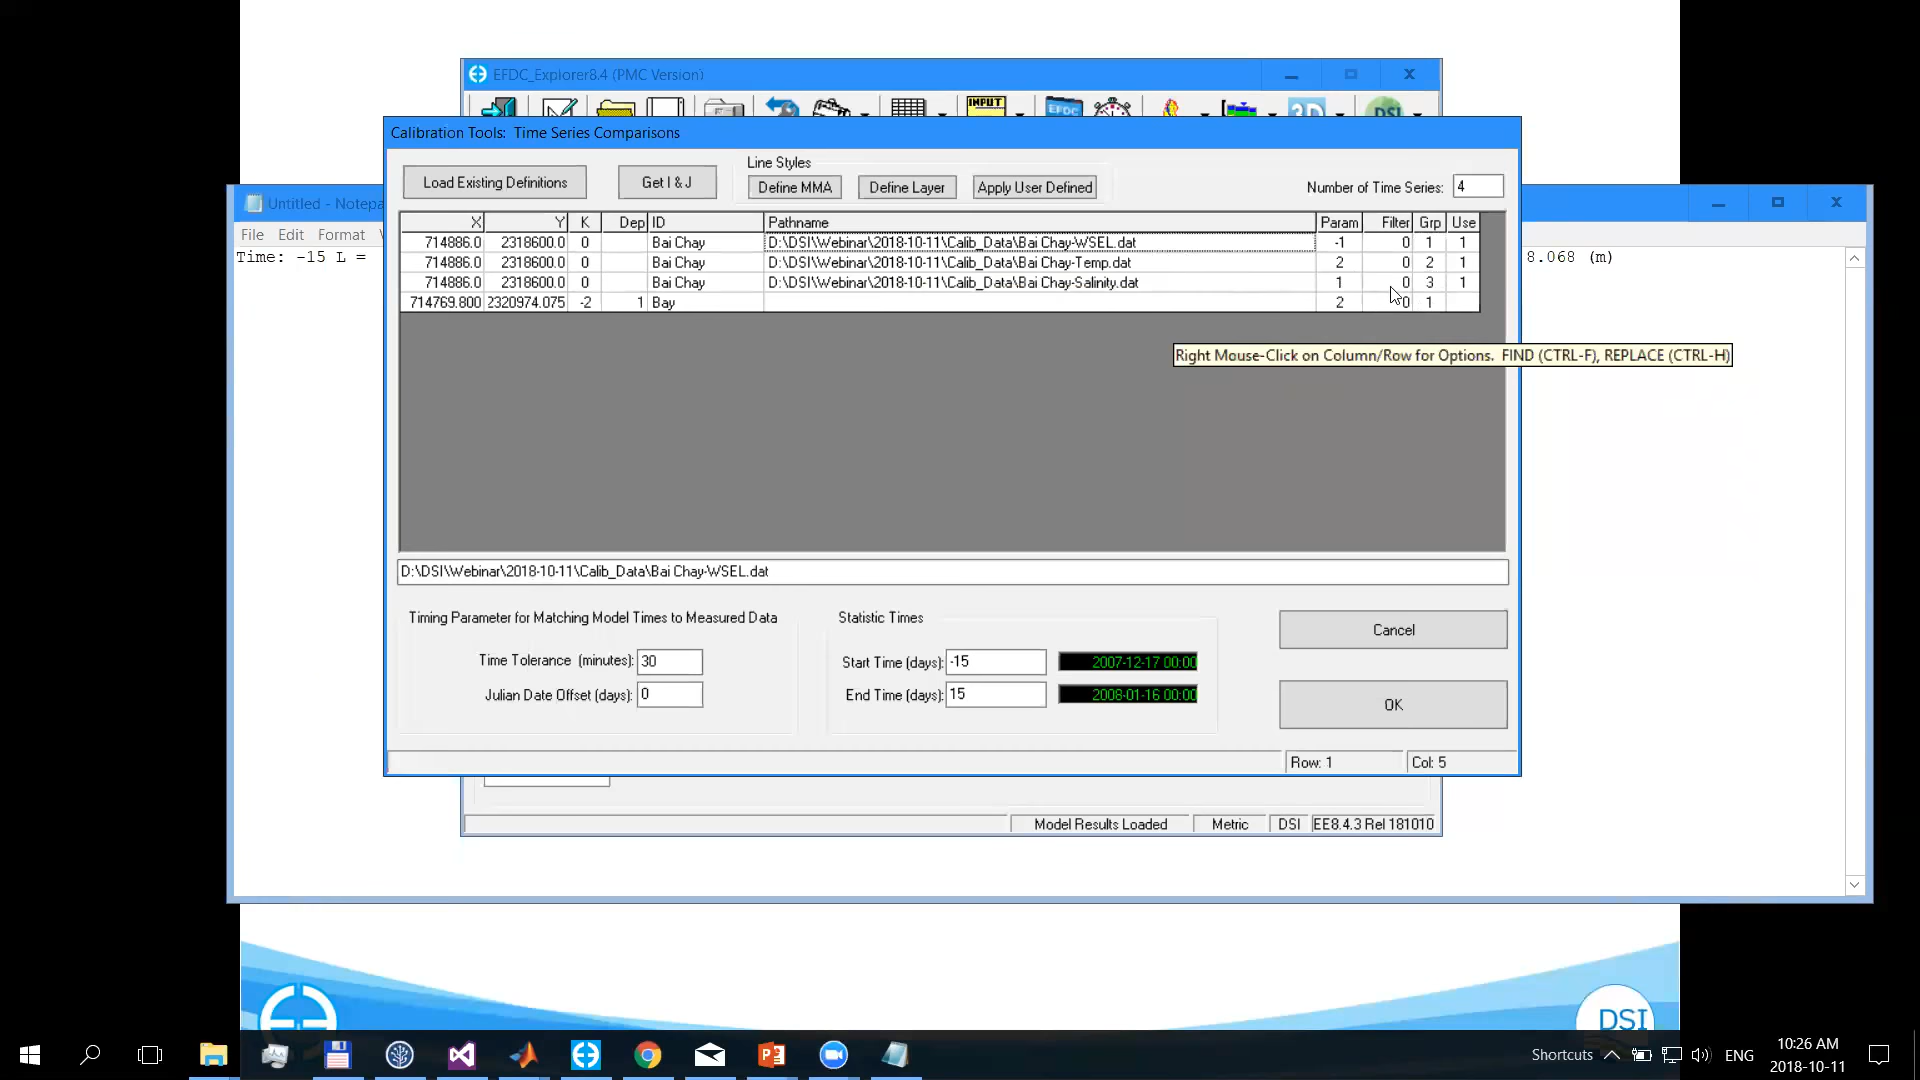 EFDC_Explorer8.4 (PMC Version)
INPUT
EFDC
3D
DSI
Calibration Tools: Time Series Comparisons
Load Existing Definitions
Get I & J
Line Styles
Define MMA
Define Layer
Apply User Defined
Number of Time Series: 4
Untitled - Notepa
File Edit Format
Time: -15 L =
8.068 (m)
X Y K Dep ID Pathname Param Filter Grp Use
714886.0 2318600.0 0 Bai Chay D:\DSI\Webinar\2018-10-11\Calib_Data\Bai Chay-WSEL.dat -1 0 1 1
714886.0 2318600.0 0 Bai Chay D:\DSI\Webinar\2018-10-11\Calib_Data\Bai Chay-Temp.dat 2 0 2 1
714886.0 2318600.0 0 Bai Chay D:\DSI\Webinar\2018-10-11\Calib_Data\Bai Chay-Salinity.dat 1 0 3 1
714769.800 2320974.075 -2 1 Bay 2 0 1
Right Mouse-Click on Column/Row for Options. FIND (CTRL-F), REPLACE (CTRL-H)
D:\DSI\Webinar\2018-10-11\Calib_Data\Bai Chay-WSEL.dat
Timing Parameter for Matching Model Times to Measured Data
Time Tolerance (minutes): 30
Julian Date Offset (days): 0
Statistic Times
Start Time (days): -15 2007-12-17 00:00
End Time (days): 15 2008-01-16 00:00
Cancel
OK
Row: 1
Col: 5
Model Results Loaded
Metric
DSI
EE8.4.3 Rel 181010
DSI
Shortcuts
ENG
10:26 AM
2018-10-11